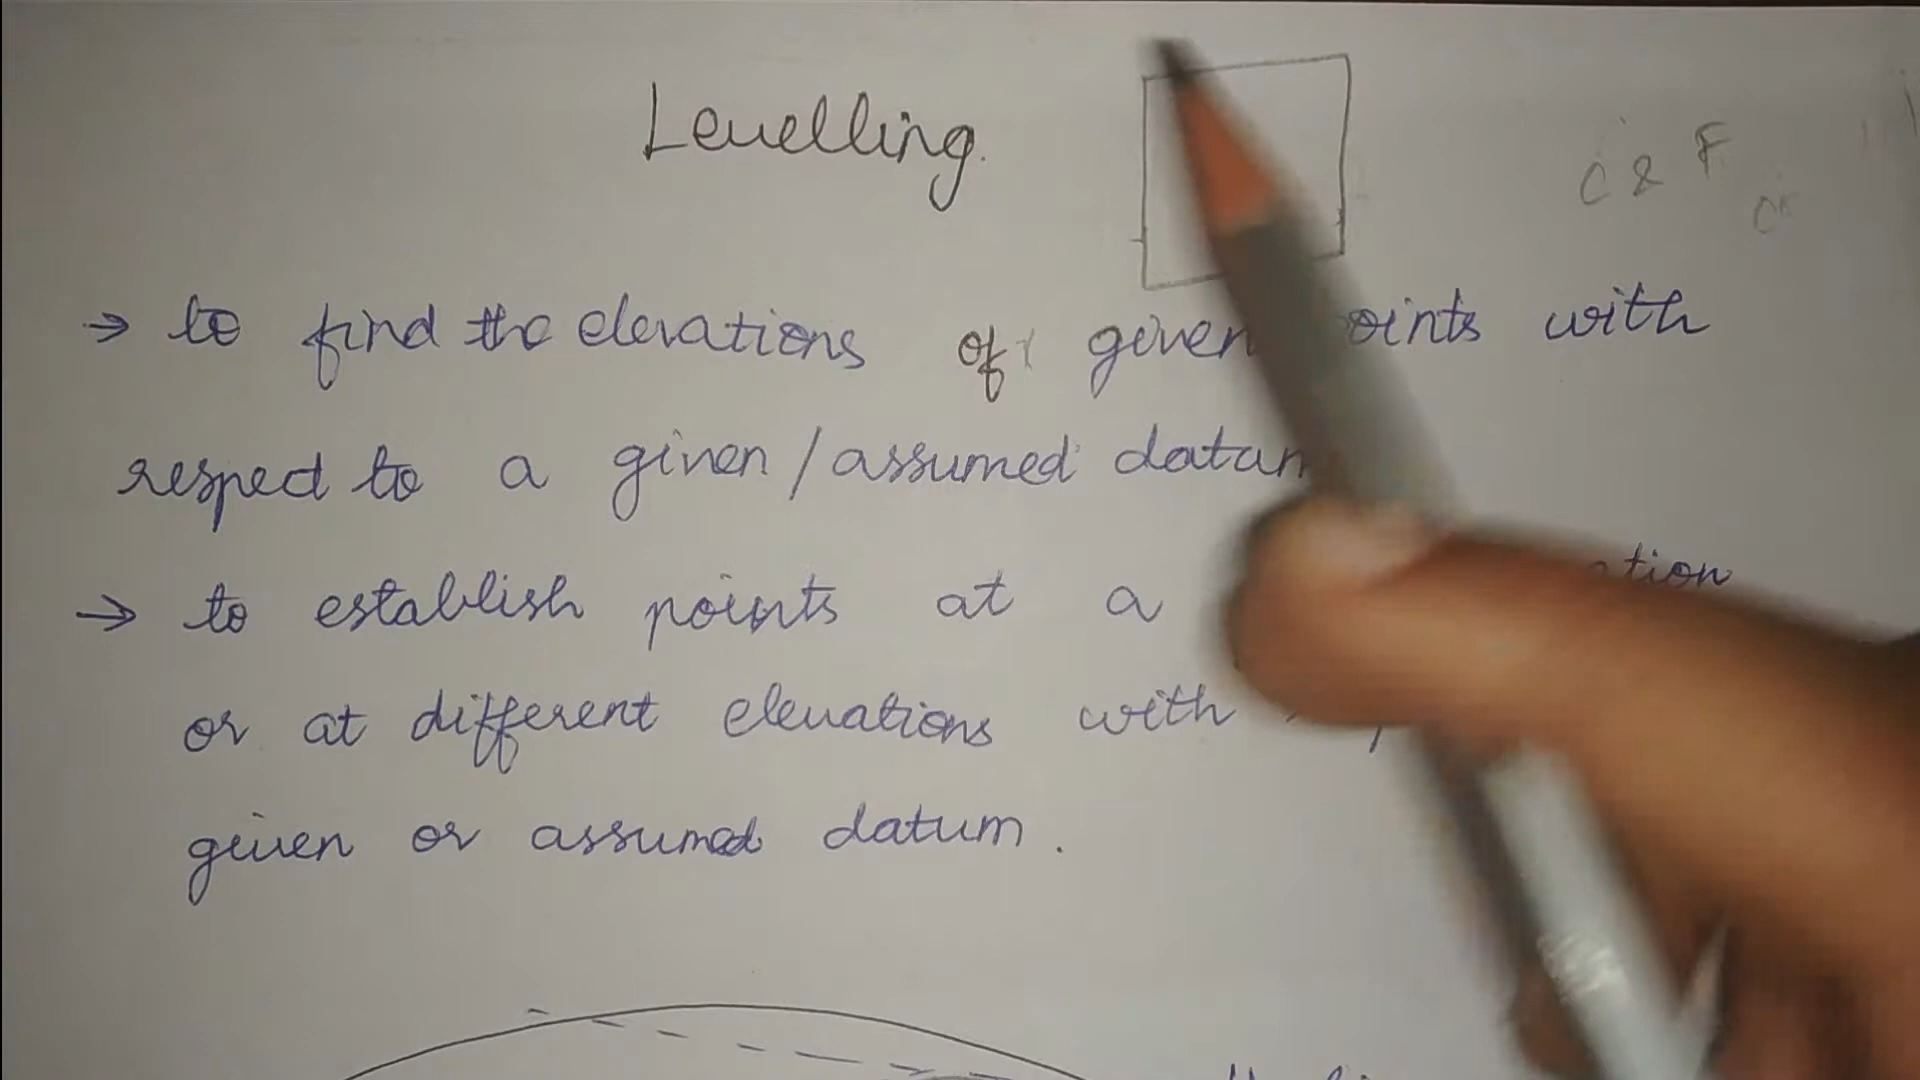 Levelling.
C & F
→ to find the elevations of given oints with
respect to a given / assumed datum
→ to establish points at a ation
or at different elevations with
given or assumed datum .